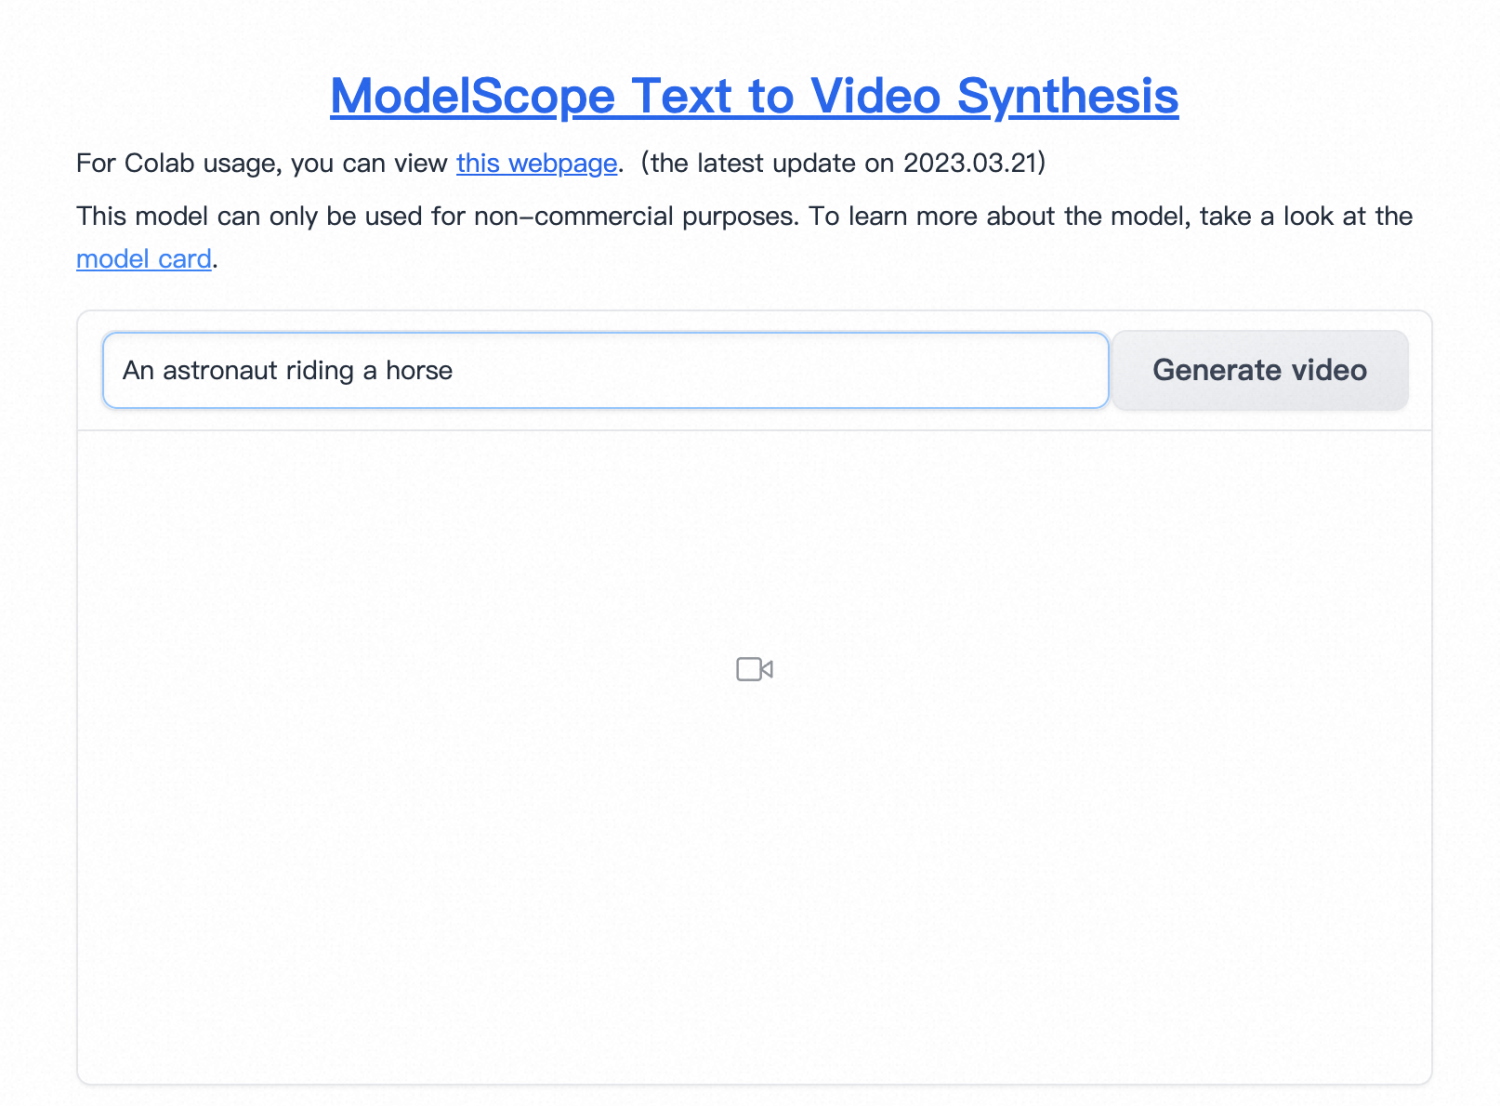 ModelScope Text to Video Synthesis
For Colab usage, you can view this webpage.  (the latest update on 2023.03.21)
This model can only be used for non-commercial purposes. To learn more about the model, take a look at the
model card.
An astronaut riding a horse
Generate video